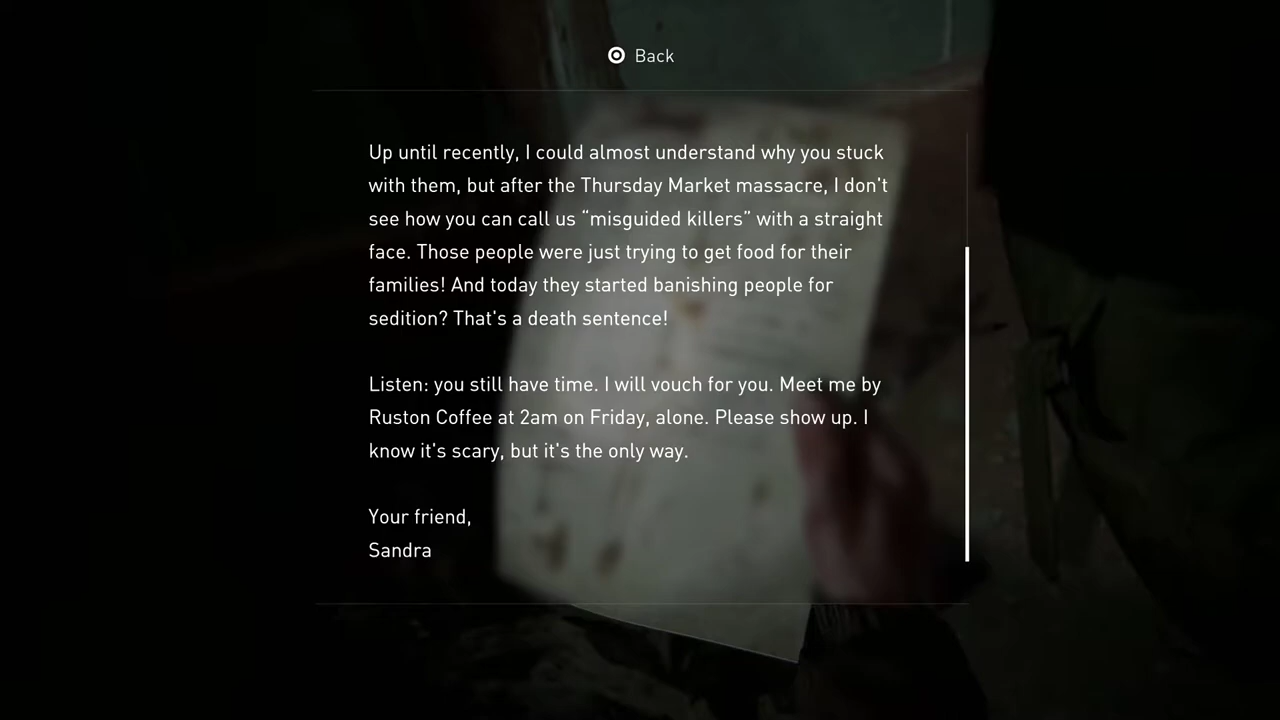 Back
Up until recently, I could almost understand why you stuck
with them, but after the Thursday Market massacre, I don't
see how you can call us “misguided killers” with a straight
face. Those people were just trying to get food for their
families! And today they started banishing people for
sedition? That's a death sentence!
Listen: you still have time. I will vouch for you. Meet me by
Ruston Coffee at 2am on Friday, alone. Please show up. I
know it's scary, but it's the only way.
Your friend,
Sandra